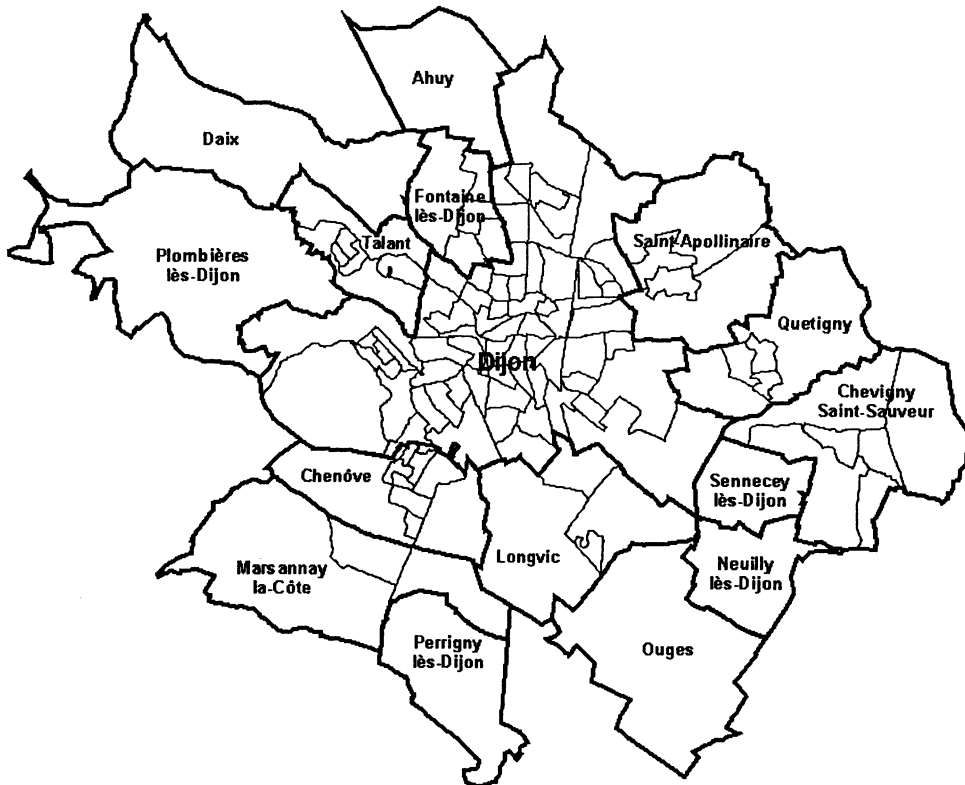 Ahuy
Daix
Fontaine
lès-Dijon
Talant
Saint-Apollinaire
Plombières
lès-Dijon
Quetigny
Dijon
Chevigny
Saint-Sauveur
Chenôve
Sennecey
lès-Dijon
Longvic
Marsannay
la-Côte
Neuilly
lès-Dijon
Perrigny
lès-Dijon
Ouges